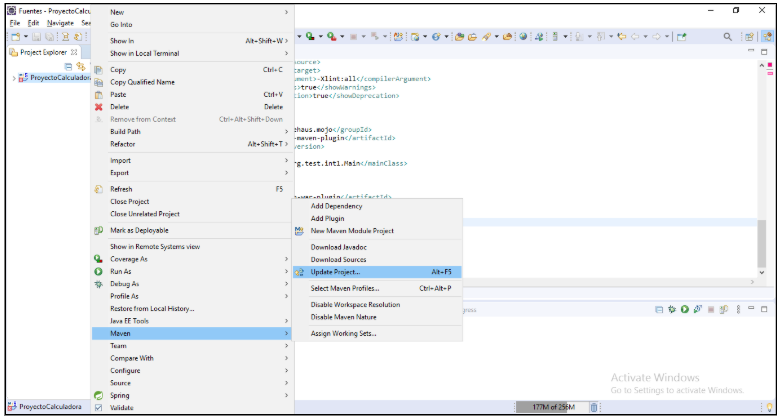 Fuentes - ProyectoCalcu
File Edit Navigate Sea
Project Explorer
ProyectoCalculadora
New
Go Into
Show In Alt+Shift+W
Show in Local Terminal
Copy Ctrl+C
Copy Qualified Name
Paste Ctrl+V
Delete Delete
Remove from Context Ctrl+Alt+Shift+Down
Build Path
Refactor Alt+Shift+T
Import
Export
Refresh F5
Close Project
Close Unrelated Project
Mark as Deployable
Show in Remote Systems view
Coverage As
Run As
Debug As
Profile As
Restore from Local History...
Java EE Tools
Maven
Team
Compare With
Configure
Source
Spring
Validate
source>
target>
ument>-Xlint:all</compilerArgument>
s>true</showWarnings>
tion>true</showDeprecation>
ehaus.mojo</groupId>
-maven-plugin</artifactId>
version>
rg.test.int1.Main</mainClass>
-war-plugin</artifactId>
Add Dependency
Add Plugin
New Maven Module Project
Download Javadoc
Download Sources
Update Project... Alt+F5
Select Maven Profiles... Ctrl+Alt+P
Disable Workspace Resolution
Disable Maven Nature
Assign Working Sets...
gress
Activate Windows
Go to Settings to activate Windows.
ProyectoCalculadora
177M of 256M